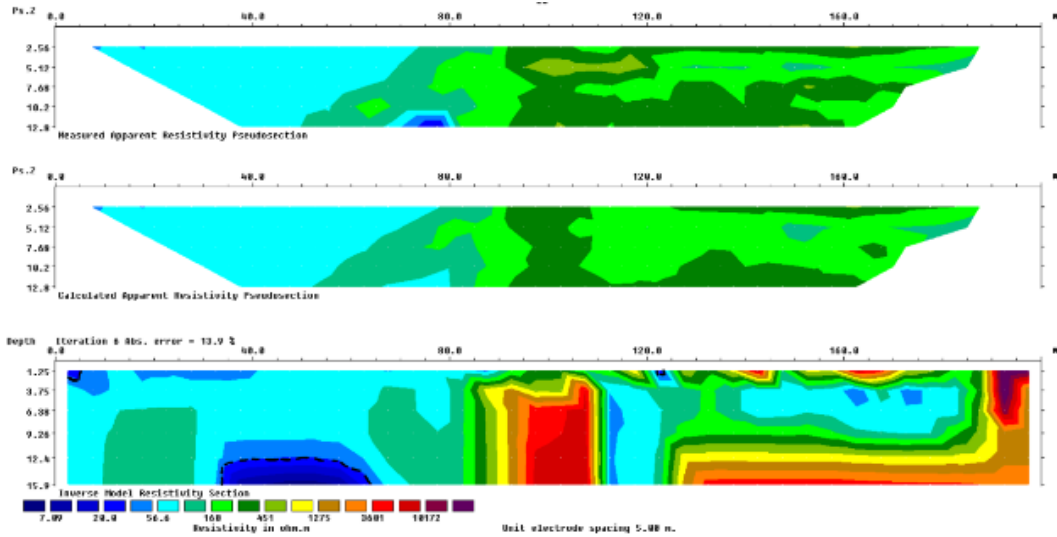 Ps.Z 0.0 40.0 80.0 120.0 160.0
2.56
5.12
7.68
10.2
12.8
Measured Apparent Resistivity Pseudosection
Ps.Z 0.0 40.0 80.0 120.0 160.0
2.56
5.12
7.68
10.2
12.8
Calculated Apparent Resistivity Pseudosection
Depth Iteration 6 Abs. error = 13.9 %
0.0 40.0 80.0 160.0
1.25
3.75
6.38
9.26
12.4
15.9
Inverse Model Resistivity Section
7.09 20.0 56.6 160 451 1275 3601 10172
Resistivity in ohm.m Unit electrode spacing 5.00 m.